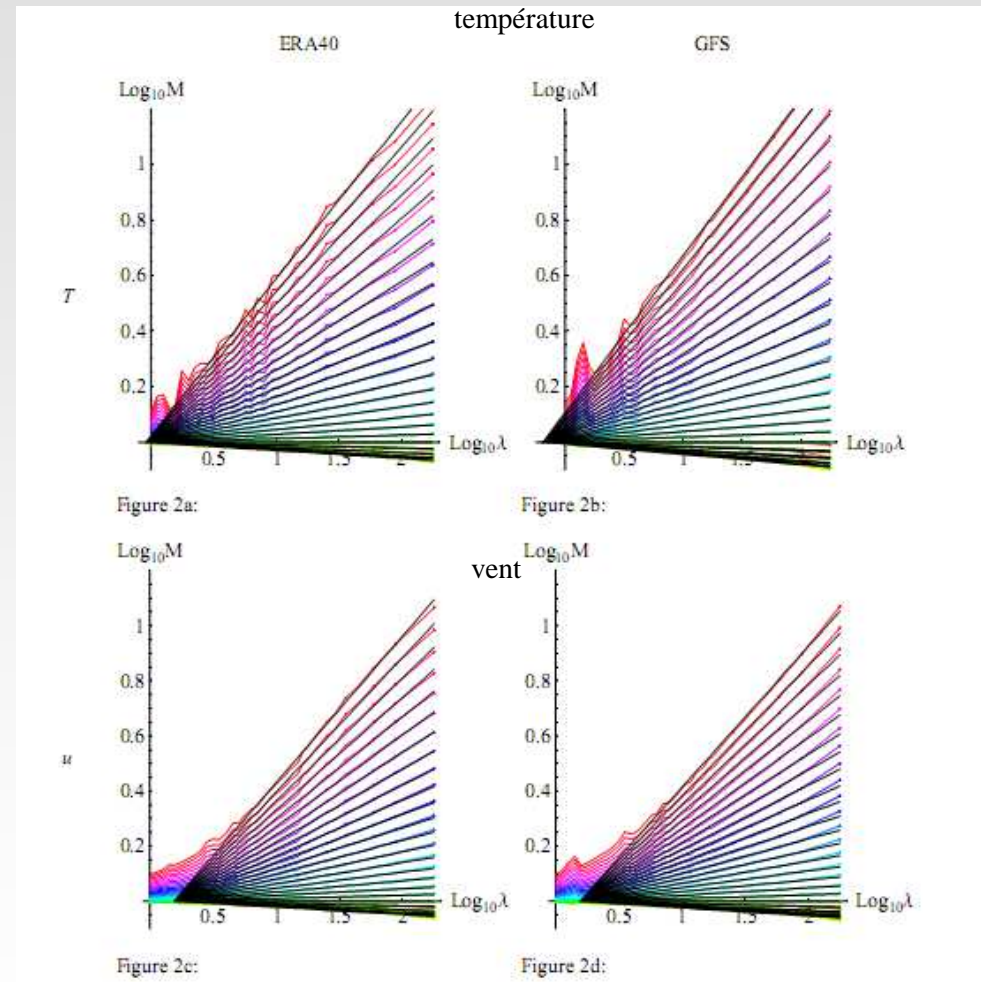 température
ERA40 GFS
Log₁₀M Log₁₀M
1 1
0.8 0.8
0.6 0.6
T
0.4 0.4
0.2 0.2
Log₁₀λ Log₁₀λ
0.5 1 1.5 2 0.5 1 1.5 2
Figure 2a: Figure 2b:
Log₁₀M Log₁₀M
vent
1 1
0.8 0.8
0.6 0.6
u
0.4 0.4
0.2 0.2
Log₁₀λ Log₁₀λ
0.5 1 1.5 2 0.5 1 1.5 2
Figure 2c: Figure 2d: